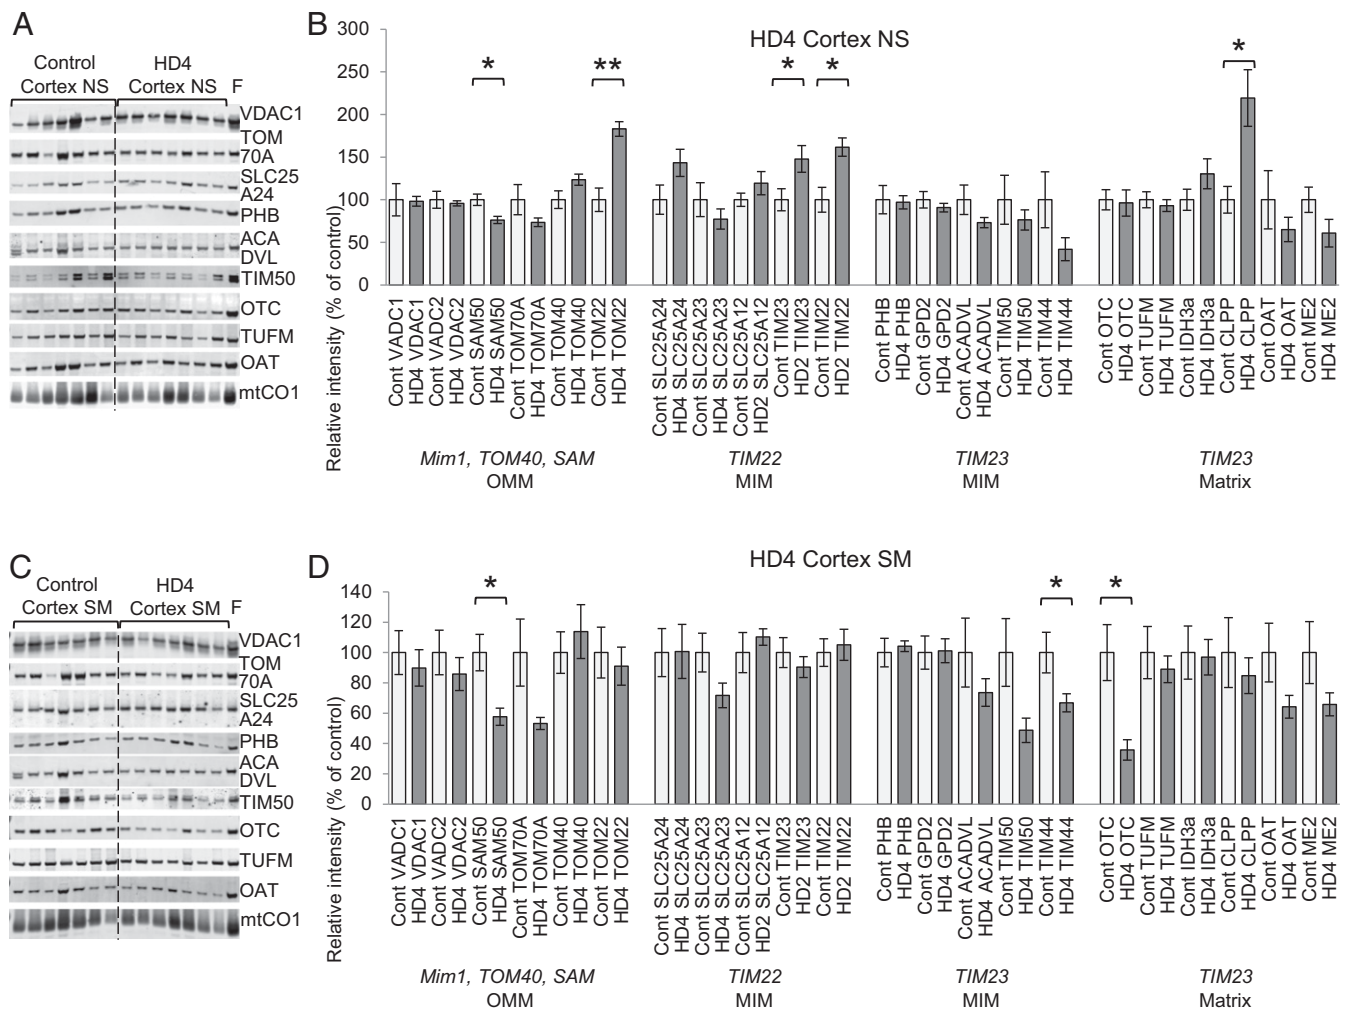 A
Control
Cortex NS
HD4
Cortex NS
F
VDAC1
TOM
70A
SLC25
A24
PHB
ACA
DVL
TIM50
OTC
TUFM
OAT
mtCO1
B
HD4 Cortex NS
Relative intensity (% of control)
300
250
200
150
100
50
0
*
**
*
*
*
Cont VADC1
HD4 VDAC1
Cont VADC2
HD4 VDAC2
Cont SAM50
HD4 SAM50
Cont TOM70A
HD4 TOM70A
Cont TOM40
HD4 TOM40
Cont TOM22
HD4 TOM22
Cont SLC25A24
HD4 SLC25A24
Cont SLC25A23
HD4 SLC25A23
Cont SLC25A12
HD2 SLC25A12
Cont TIM23
HD2 TIM23
Cont TIM22
HD2 TIM22
Cont PHB
HD4 PHB
Cont GPD2
HD4 GPD2
Cont ACADVL
HD4 ACADVL
Cont TIM50
HD4 TIM50
Cont TIM44
HD4 TIM44
Cont OTC
HD4 OTC
Cont TUFM
HD4 TUFM
Cont IDH3a
HD4 IDH3a
Cont CLPP
HD4 CLPP
Cont OAT
HD4 OAT
Cont ME2
HD4 ME2
Mim1, TOM40, SAM
OMM
TIM22
MIM
TIM23
MIM
TIM23
Matrix
C
Control
Cortex SM
HD4
Cortex SM
F
VDAC1
TOM
70A
SLC25
A24
PHB
ACA
DVL
TIM50
OTC
TUFM
OAT
mtCO1
D
HD4 Cortex SM
Relative intensity (% of control)
140
120
100
80
60
40
20
0
*
*
*
Cont VADC1
HD4 VDAC1
Cont VADC2
HD4 VDAC2
Cont SAM50
HD4 SAM50
Cont TOM70A
HD4 TOM70A
Cont TOM40
HD4 TOM40
Cont TOM22
HD4 TOM22
Cont SLC25A24
HD4 SLC25A24
Cont SLC25A23
HD4 SLC25A23
Cont SLC25A12
HD2 SLC25A12
Cont TIM23
HD2 TIM23
Cont TIM22
HD2 TIM22
Cont PHB
HD4 PHB
Cont GPD2
HD4 GPD2
Cont ACADVL
HD4 ACADVL
Cont TIM50
HD4 TIM50
Cont TIM44
HD4 TIM44
Cont OTC
HD4 OTC
Cont TUFM
HD4 TUFM
Cont IDH3a
HD4 IDH3a
Cont CLPP
HD4 CLPP
Cont OAT
HD4 OAT
Cont ME2
HD4 ME2
Mim1, TOM40, SAM
OMM
TIM22
MIM
TIM23
MIM
TIM23
Matrix